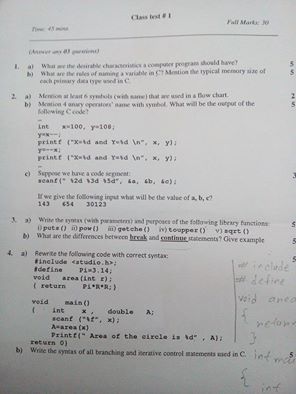 Class test # 1
Time: 45 mins
Full Marks: 30
(Answer any 03 questions)
1. a) What are the desirable characteristics a computer program should have? 5
b) What are the rules of naming a variable in C? Mention the typical memory size of 5
each primary data type used in C.
2. a) Mention at least 6 symbols (with name) that are used in a flow chart. 2
b) Mention 4 unary operators' name with symbol. What will be the output of the 5
following C code?
int x=100, y=108;
printf ("X=%d and Y=%d \n", x, y);
printf ("X=%d and Y=%d \n", x, y);
c) Suppose we have a code segment: 3
scanf(" %2d %3d %5d", &a, &b, &c);
If we give the following input what will be the value of a, b, c?
143 654 30123
3. a) Write the syntax (with parameters) and purposes of the following library functions: 5
i) puts () ii) pow() iii) getche() iv) toupper() v) sqrt ()
b) What are the differences between break and continue statements? Give example 5
4. a) Rewrite the following code with correct syntax: 5
#include <studio.h>;
#define Pi=3.14;
void area(int r);
{ return Pi*R*R; }
void main()
{ int x , double A;
scanf ("%f", x);
A=area(x)
Printf(" Area of the circle is %d" , A);
return 0}
b) Write the syntax of all branching and iterative control statements used in C. 5
# include
# define
void area
{
return
}
int
{
int